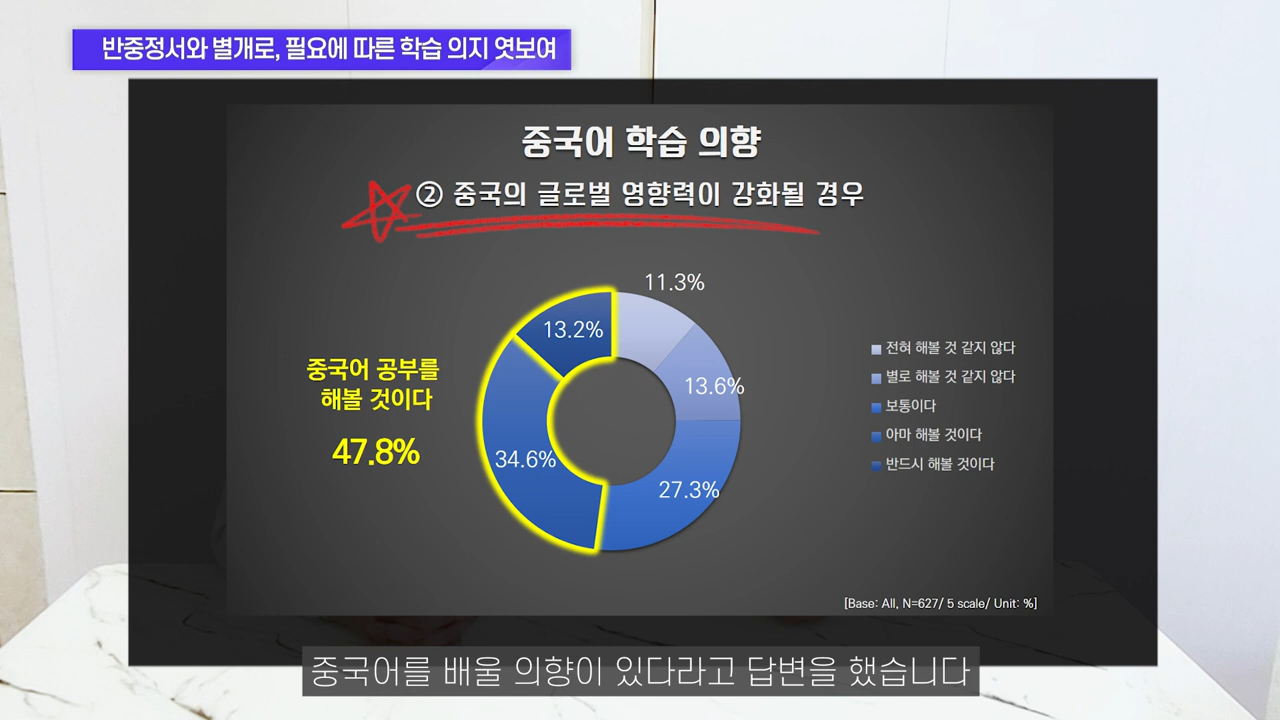 반중정서와 별개로, 필요에 따른 학습 의지 엿보여
중국어 학습 의향
② 중국의 글로벌 영향력이 강화될 경우
11.3%
13.2%
13.6%
34.6%
27.3%
중국어 공부를
해볼 것이다
47.8%
전혀 해볼 것 같지 않다
별로 해볼 것 같지 않다
보통이다
아마 해볼 것이다
반드시 해볼 것이다
[Base: All, N=627/ 5 scale/ Unit: %]
중국어를 배울 의향이 있다라고 답변을 했습니다